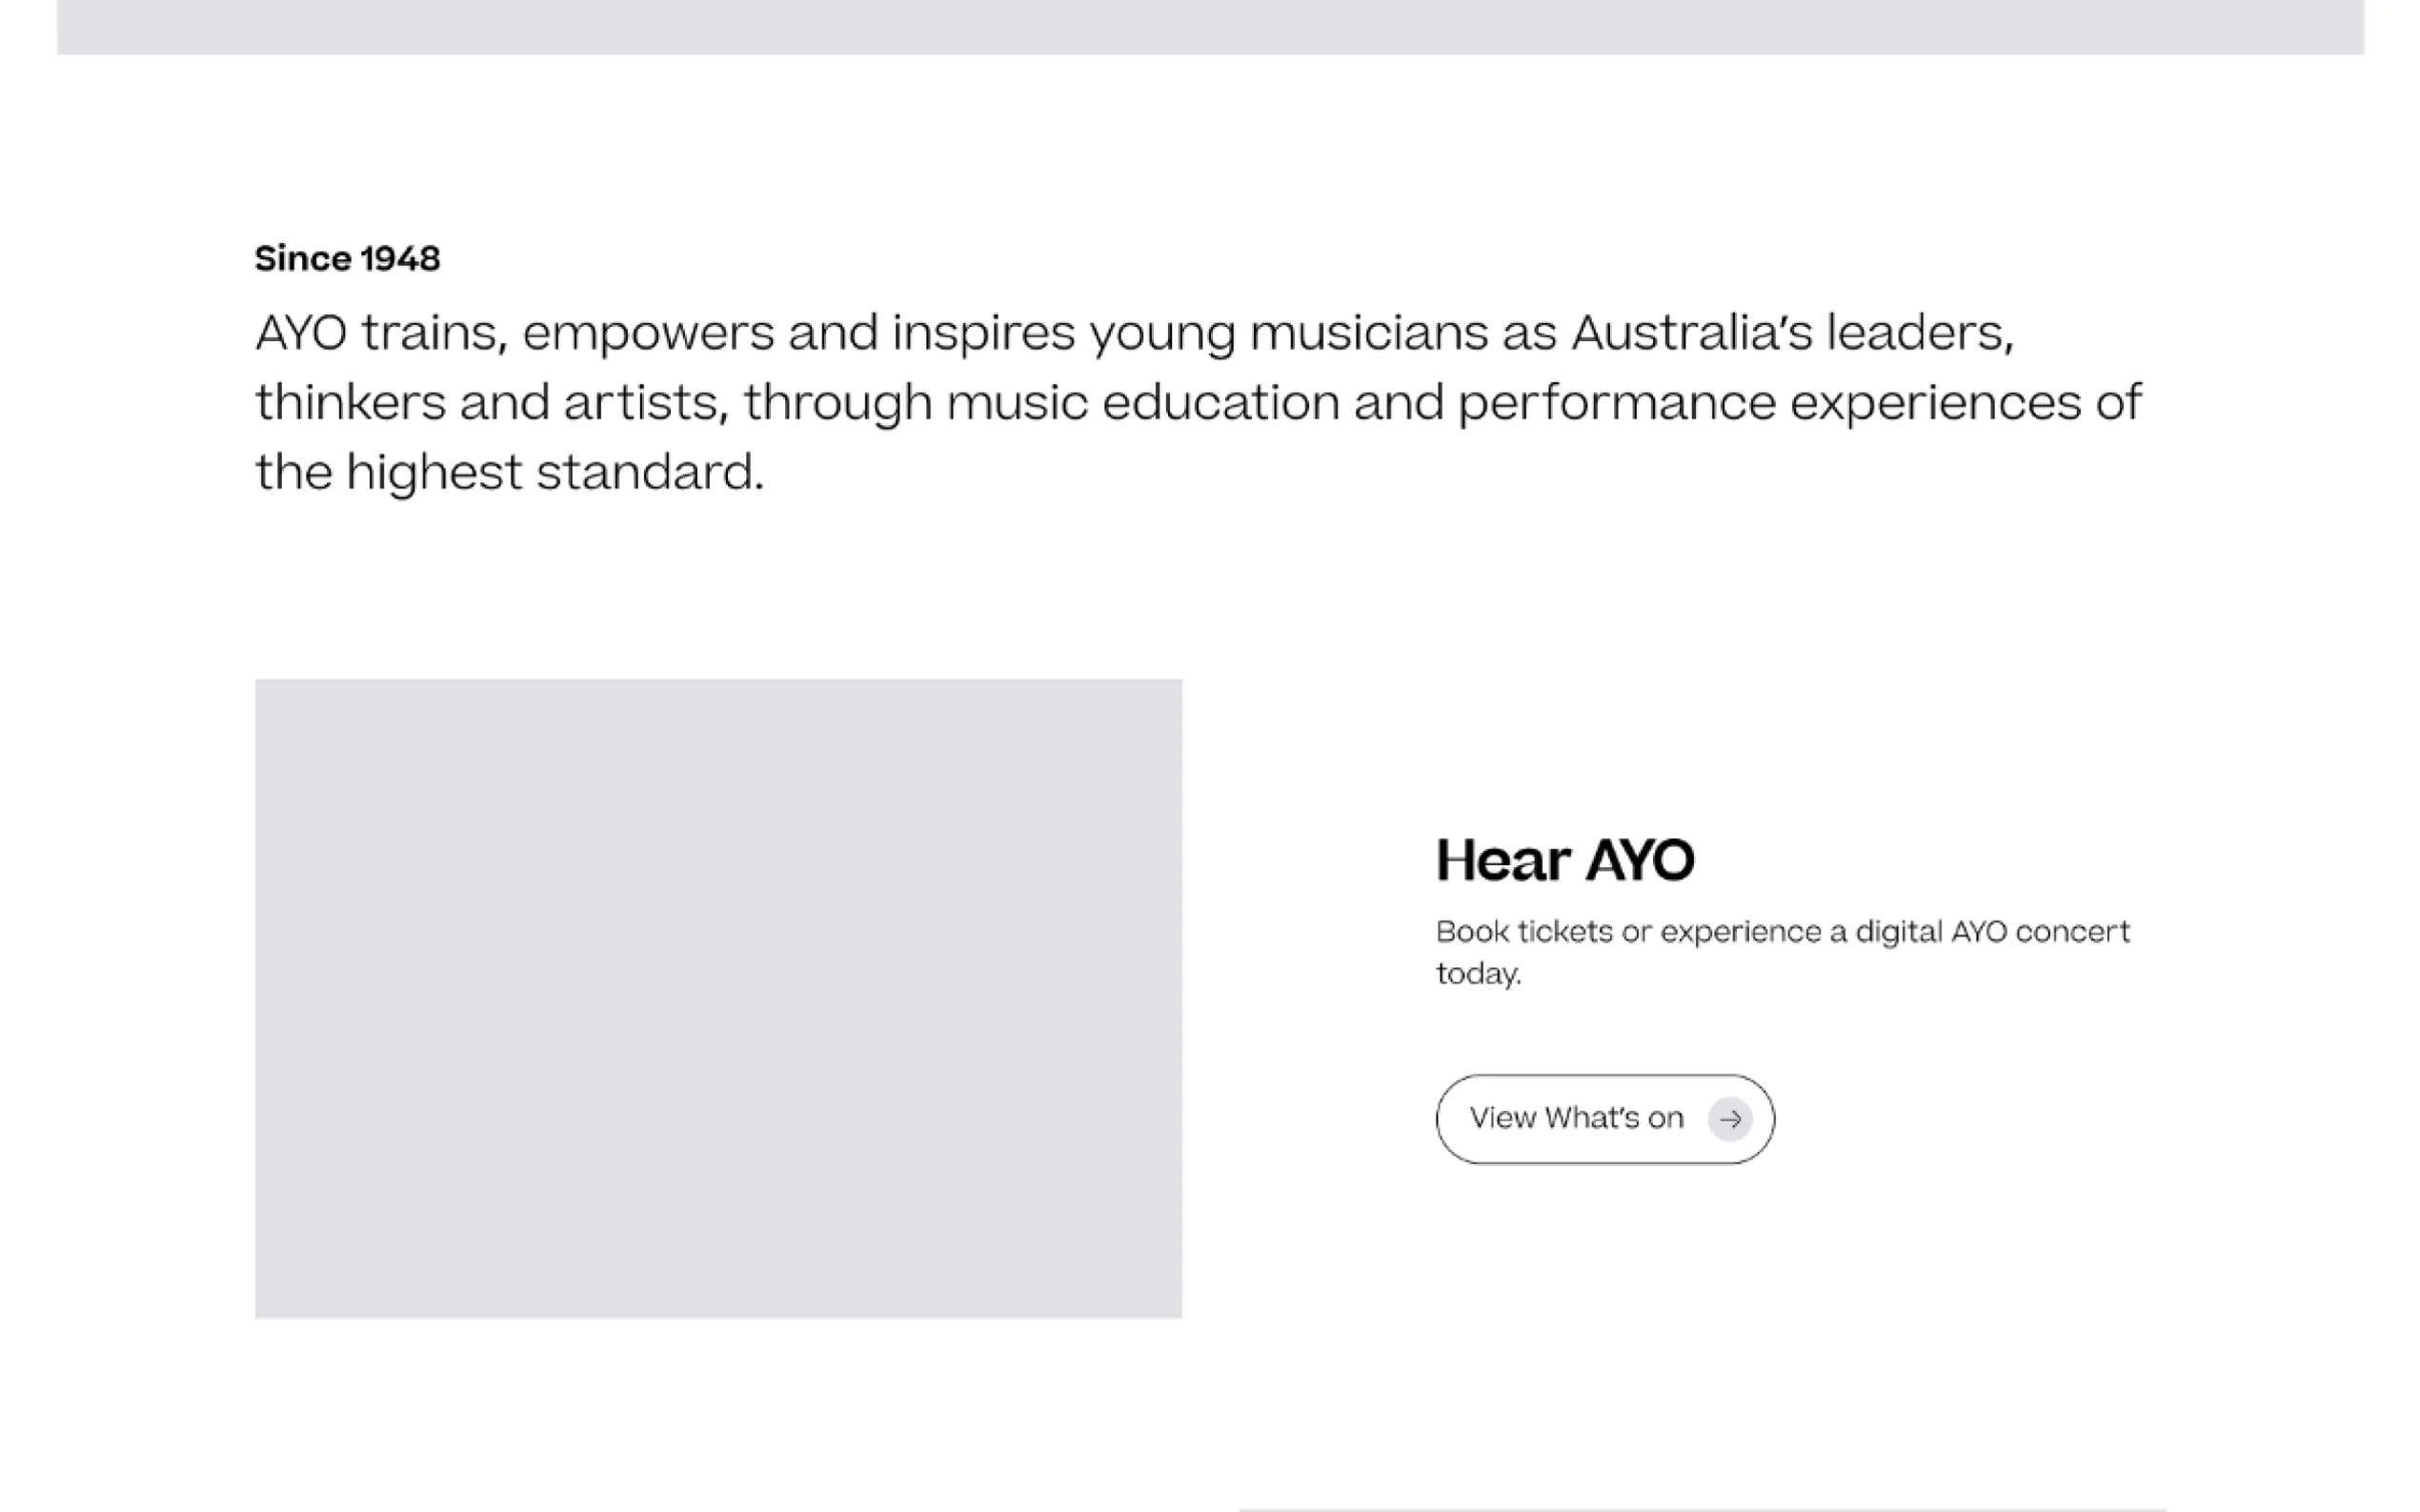 Since 1948
AYO trains, empowers and inspires young musicians as Australia’s leaders,
thinkers and artists, through music education and performance experiences of
the highest standard.
Hear AYO
Book tickets or experience a digital AYO concert
today.
View What’s on